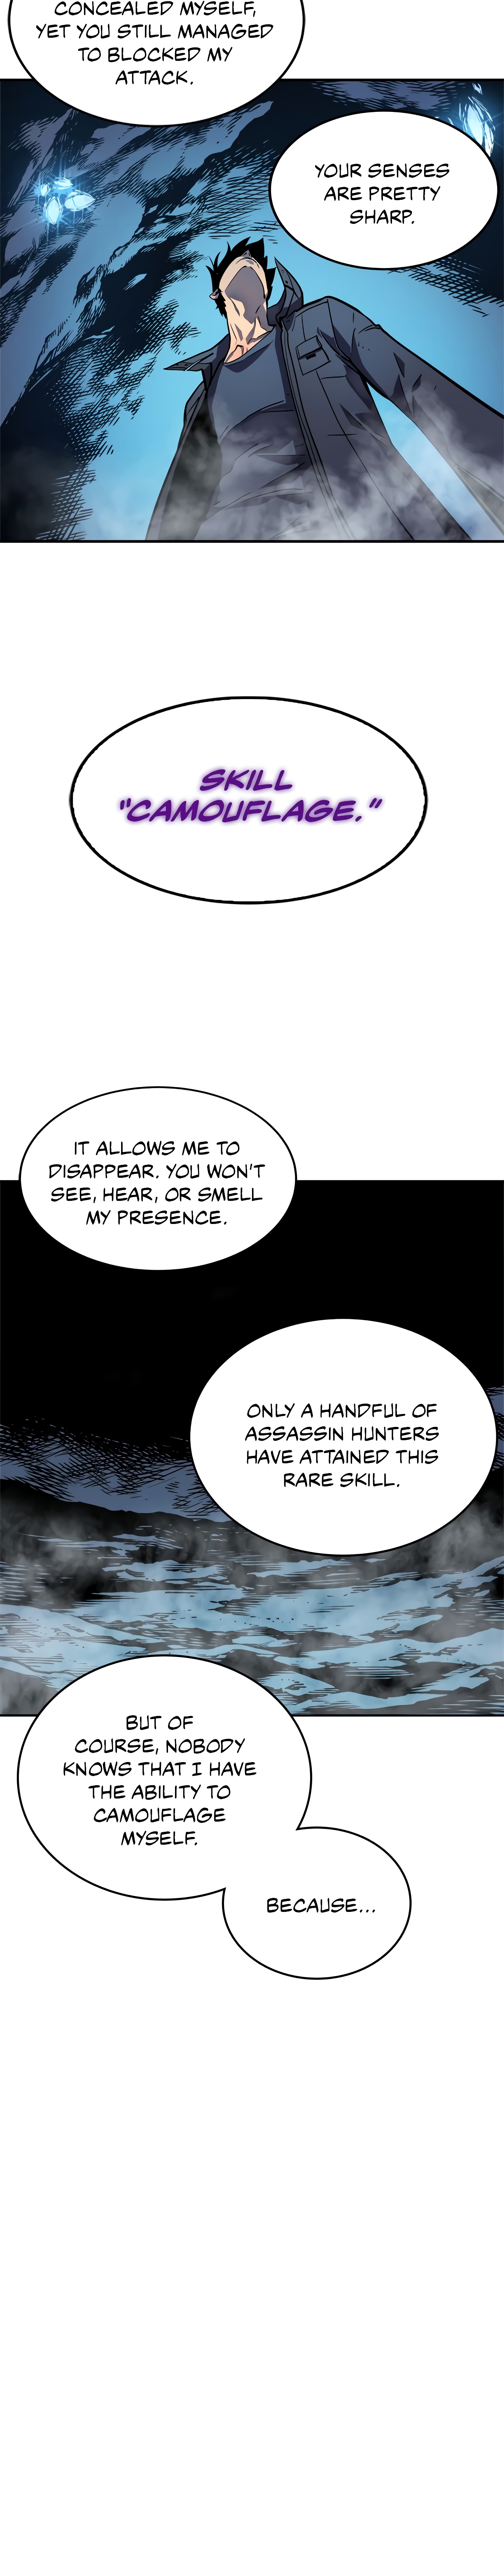 CONCEALED MYSELF,
YET YOU STILL MANAGED
TO BLOCKED MY
ATTACK.
YOUR SENSES
ARE PRETTY
SHARP.
SKILL
"CAMOUFLAGE."
IT ALLOWS ME TO
DISAPPEAR. YOU WON'T
SEE, HEAR, OR SMELL
MY PRESENCE.
ONLY A HANDFUL OF
ASSASSIN HUNTERS
HAVE ATTAINED THIS
RARE SKILL.
BUT OF
COURSE, NOBODY
KNOWS THAT I HAVE
THE ABILITY TO
CAMOUFLAGE
MYSELF.
BECAUSE...